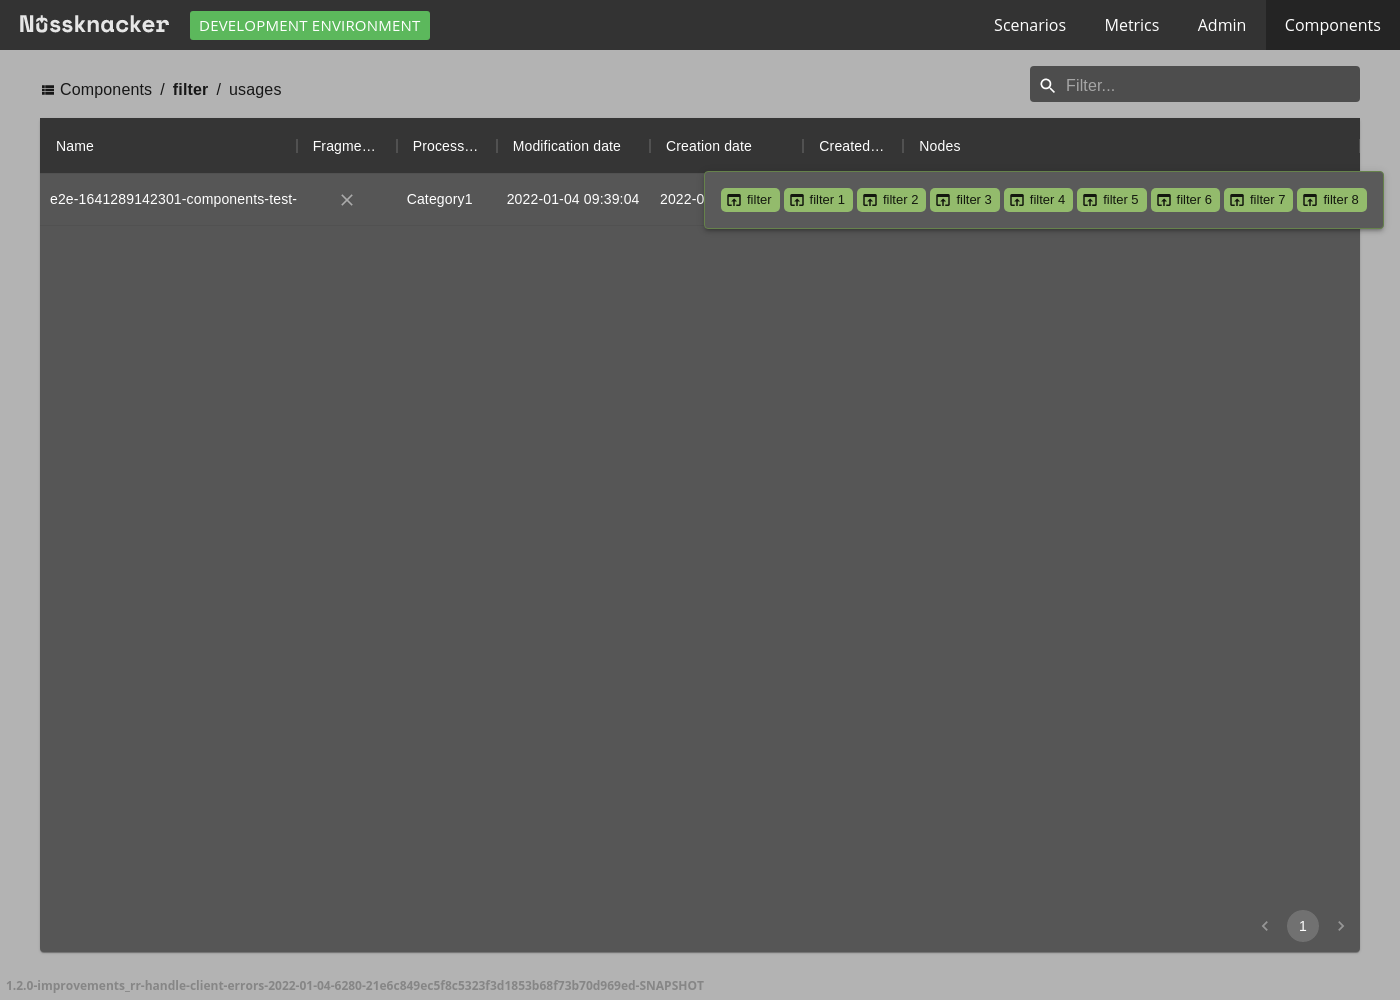 Nussknacker DEVELOPMENT ENVIRONMENT Scenarios Metrics Admin Components
Components / filter / usages Filter...
Name Fragme... Process... Modification date Creation date Created... Nodes
e2e-1641289142301-components-test- Category1 2022-01-04 09:39:04 2022-0 filter filter 1 filter 2 filter 3 filter 4 filter 5 filter 6 filter 7 filter 8
1
1.2.0-improvements_rr-handle-client-errors-2022-01-04-6280-21e6c849ec5f8c5323f3d1853b68f73b70d969ed-SNAPSHOT